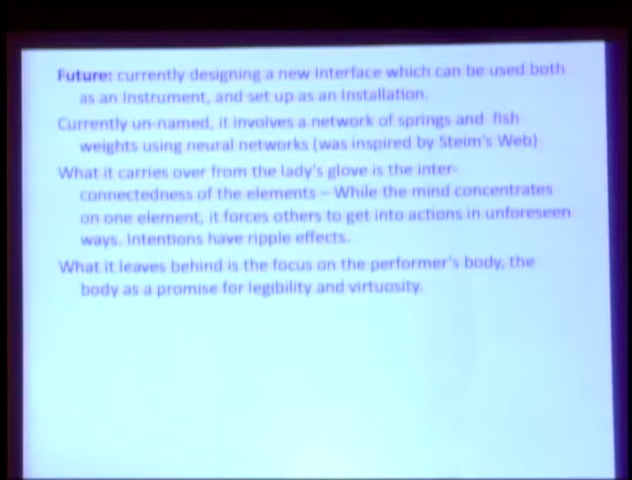 Future: currently designing a new Interface which can be used both
as an Instrument, and set up as an Installation.
Currently un-named, it involves a network of springs and fish
weights using neural networks (was inspired by Steim's Web)
What it carries over from the lady's glove is the inter-
connectedness of the elements – While the mind concentrates
on one element, it forces others to get into actions in unforeseen
ways. Intentions have ripple effects.
What it leaves behind is the focus on the performer's body, the
body as a promise for legibility and virtuosity.